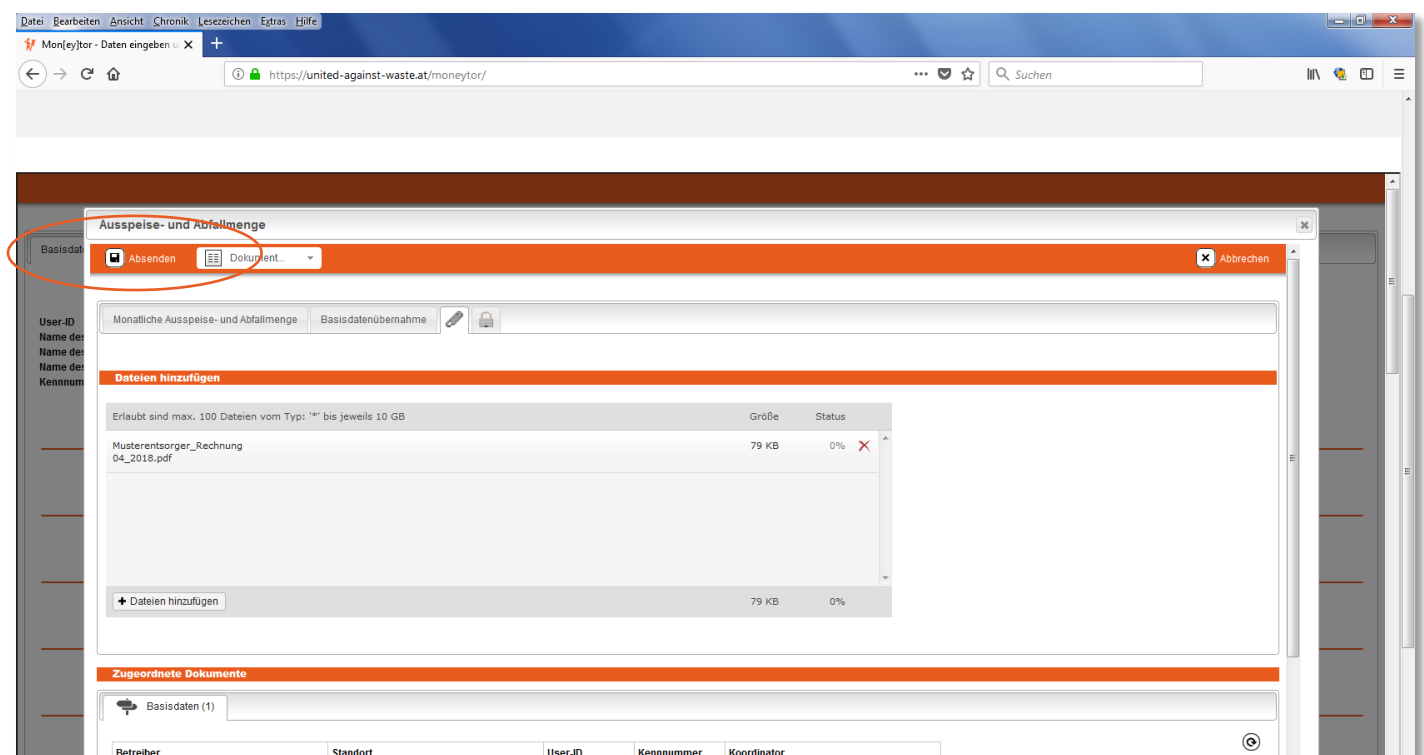 Datei Bearbeiten Ansicht Chronik Lesezeichen Extras Hilfe
Mon[ey]tor - Daten eingeben u
https://united-against-waste.at/moneytor/
Suchen
Ausspeise- und Abfallmenge
Basisdat
Absenden
Dokument...
Abbrechen
Monatliche Ausspeise- und Abfallmenge
Basisdatenübernahme
User-ID
Name des
Name des
Name des
Kennnum
Dateien hinzufügen
Erlaubt sind max. 100 Dateien vom Typ: '*' bis jeweils 10 GB Größe Status
Musterentsorger_Rechnung 79 KB 0%
04_2018.pdf
Dateien hinzufügen 79 KB 0%
Zugeordnete Dokumente
Basisdaten (1)
Betreiber Standort User-ID Kennnummer Koordinator